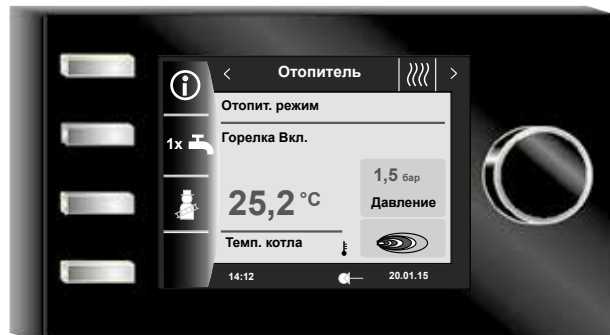 < Отопитель >
Отопит. режим
1x
Горелка Вкл.
1,5 бар
Давление
25,2 °C
Темп. котла
14:12
20.01.15